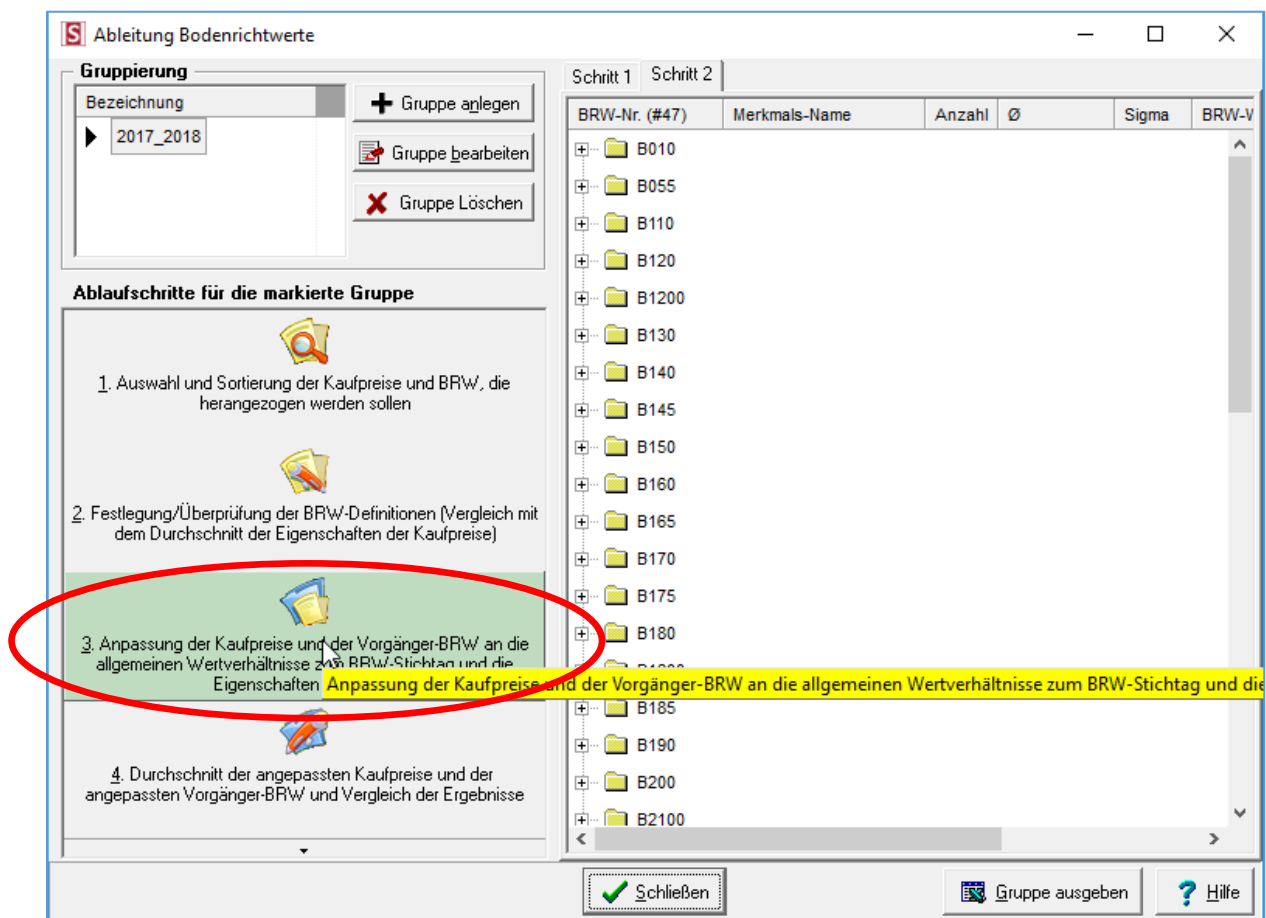 Ableitung Bodenrichtwerte
Gruppierung
Bezeichnung
2017_2018
Gruppe anlegen
Gruppe bearbeiten
Gruppe Löschen
Ablaufschritte für die markierte Gruppe
1. Auswahl und Sortierung der Kaufpreise und BRW, die
herangezogen werden sollen
2. Festlegung/Überprüfung der BRW-Definitionen (Vergleich mit
dem Durchschnitt der Eigenschaften der Kaufpreise)
3. Anpassung der Kaufpreise und der Vorgänger-BRW an die
allgemeinen Wertverhältnisse zum BRW-Stichtag und die
Eigenschaften
Anpassung der Kaufpreise und der Vorgänger-BRW an die allgemeinen Wertverhältnisse zum BRW-Stichtag und die
4. Durchschnitt der angepassten Kaufpreise und der
angepassten Vorgänger-BRW und Vergleich der Ergebnisse
Schritt 1 Schritt 2
BRW-Nr. (#47) Merkmals-Name Anzahl Ø Sigma BRW-W
B010
B055
B110
B120
B1200
B130
B140
B145
B150
B160
B165
B170
B175
B180
B185
B190
B200
B2100
Schließen
Gruppe ausgeben
Hilfe